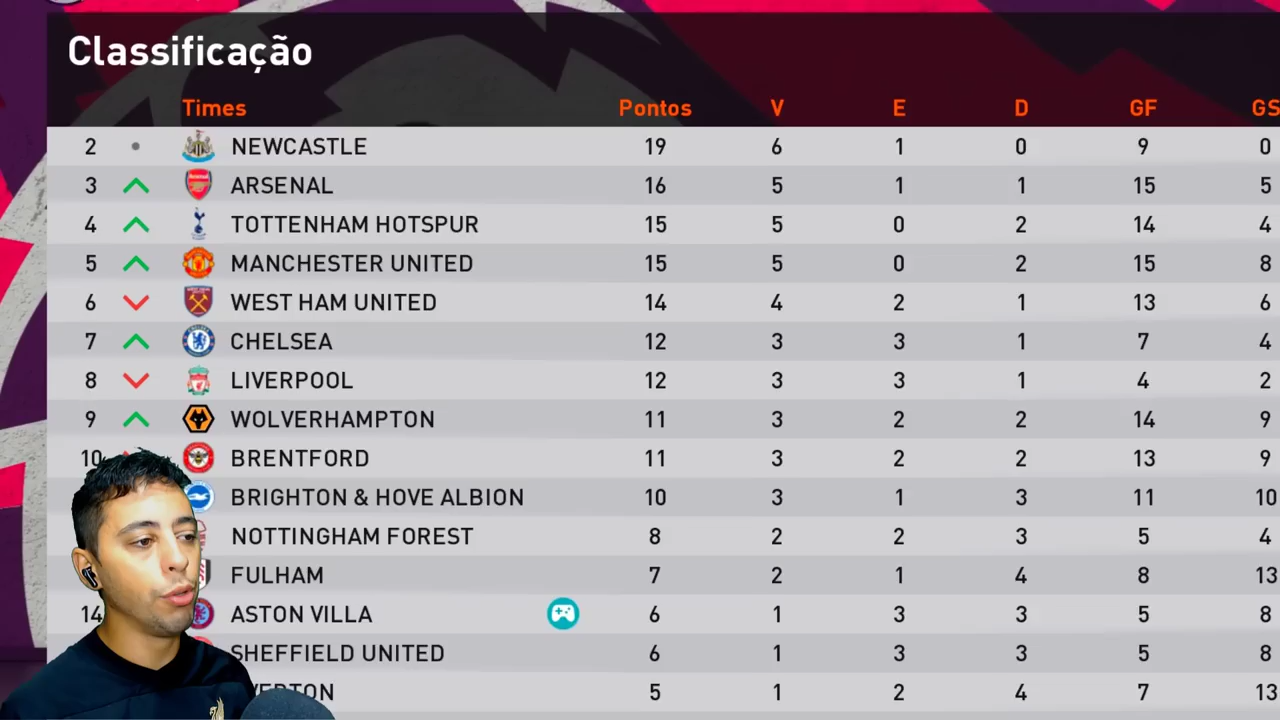 Classificação
Times Pontos V E D GF GS
2 NEWCASTLE 19 6 1 0 9 0
3 ARSENAL 16 5 1 1 15 5
4 TOTTENHAM HOTSPUR 15 5 0 2 14 4
5 MANCHESTER UNITED 15 5 0 2 15 8
6 WEST HAM UNITED 14 4 2 1 13 6
7 CHELSEA 12 3 3 1 7 4
8 LIVERPOOL 12 3 3 1 4 2
9 WOLVERHAMPTON 11 3 2 2 14 9
10 BRENTFORD 11 3 2 2 13 9
BRIGHTON & HOVE ALBION 10 3 1 3 11 10
NOTTINGHAM FOREST 8 2 2 3 5 4
FULHAM 7 2 1 4 8 13
14 ASTON VILLA 6 1 3 3 5 8
SHEFFIELD UNITED 6 1 3 3 5 8
VERTON 5 1 2 4 7 13